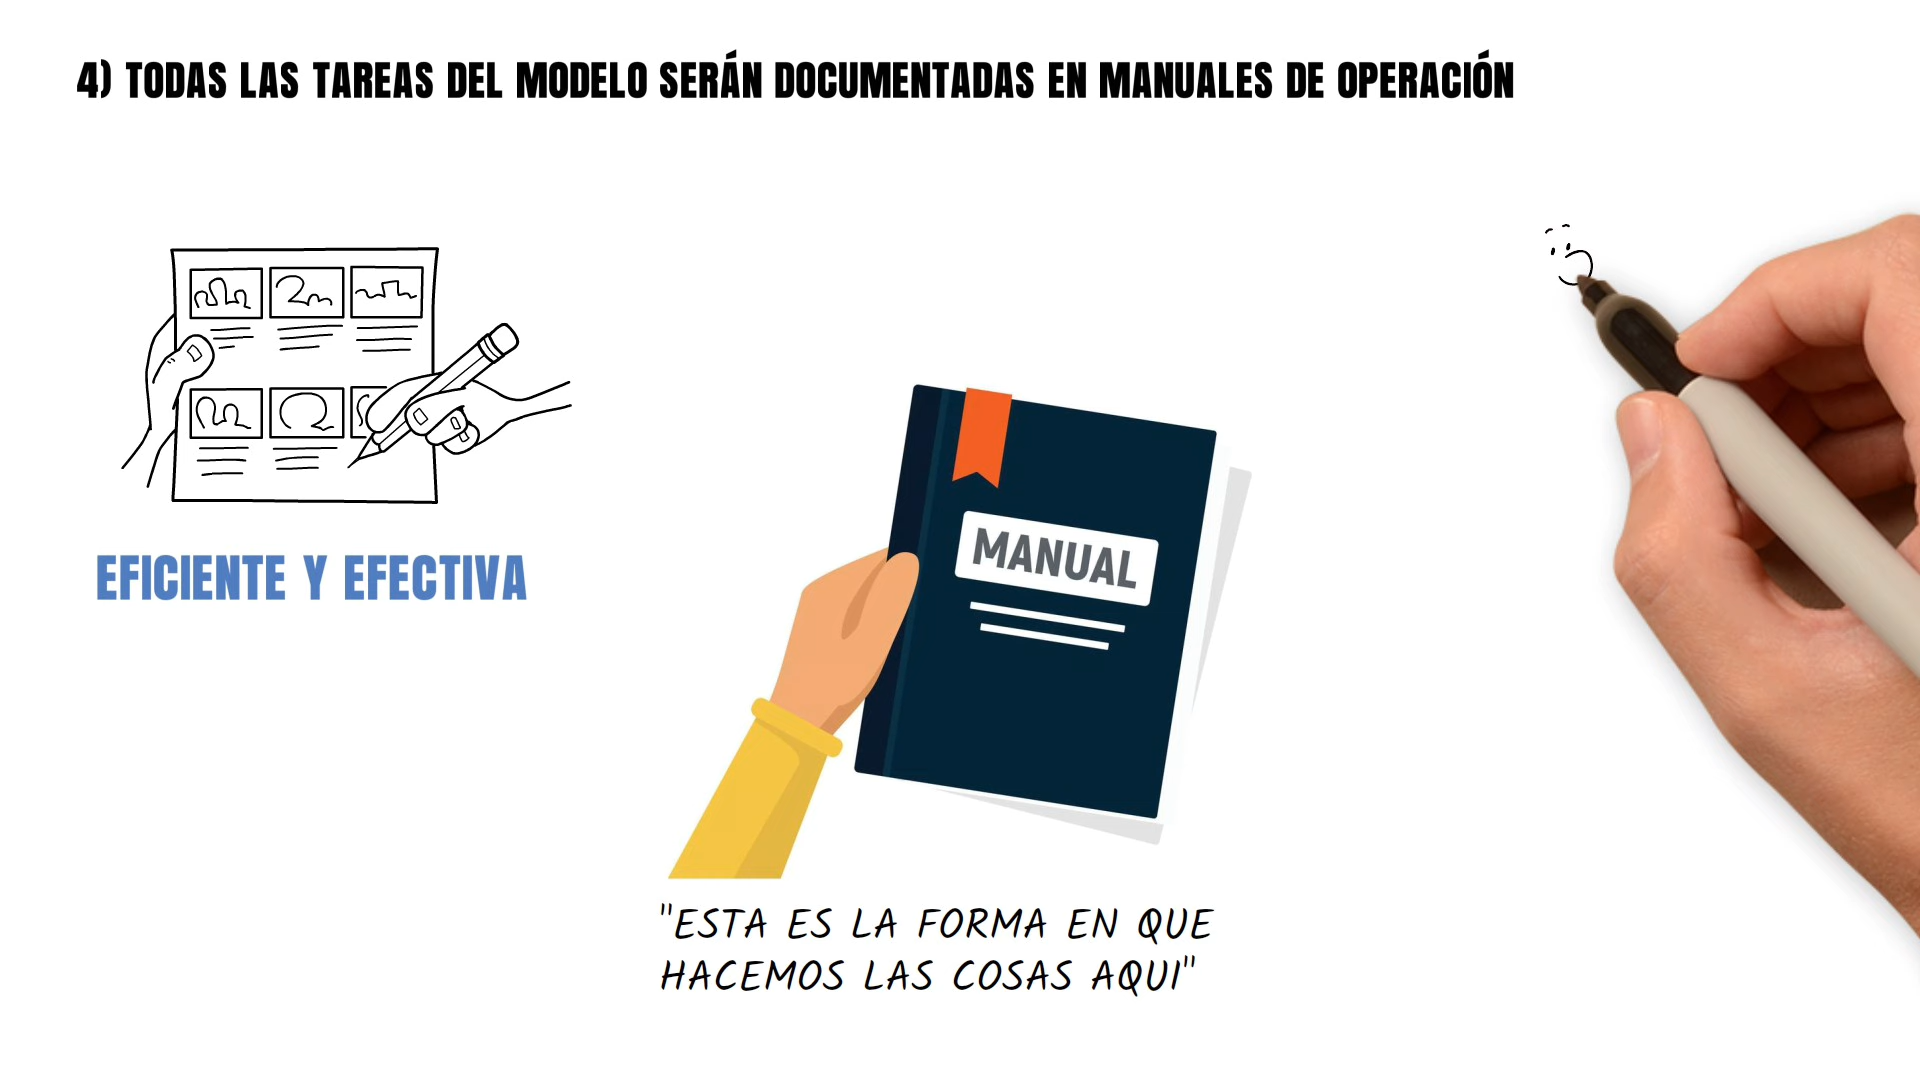 4) TODAS LAS TAREAS DEL MODELO SERÁN DOCUMENTADAS EN MANUALES DE OPERACIÓN
EFICIENTE Y EFECTIVA
MANUAL
"ESTA ES LA FORMA EN QUE
HACEMOS LAS COSAS AQUI"